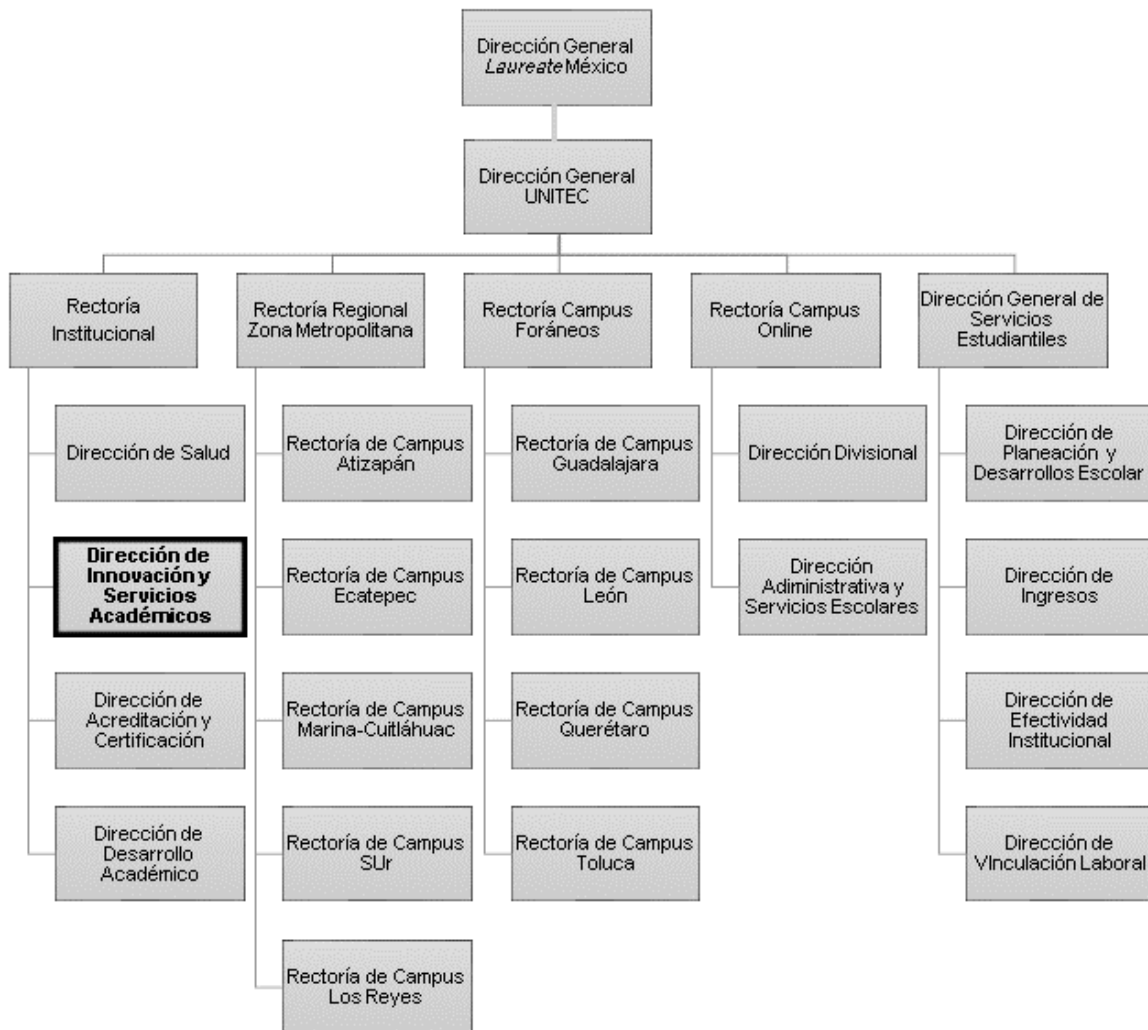 Dirección General
Laureate México
Dirección General
UNITEC
Rectoría
Institucional
Rectoría Regional
Zona Metropolitana
Rectoría Campus
Foráneos
Rectoría Campus
Online
Dirección General de
Servicios
Estudiantiles
Dirección de Salud
Rectoría de Campus
Atizapán
Rectoría de Campus
Guadalajara
Dirección Divisional
Dirección de
Planeación y
Desarrollos Escolar
Dirección de
Innovación y
Servicios
Académicos
Rectoría de Campus
Ecatepec
Rectoría de Campus
León
Dirección
Adiministrativa y
Servicios Escolares
Dirección de
Ingresos
Dirección de
Acreditación y
Certificación
Rectoría de Campus
Marina-Cuitláhuac
Rectoría de Campus
Querétaro
Dirección de
Efectividad
Institucional
Dirección de
Desarrollo
Académico
Rectoría de Campus
SUr
Rectoría de Campus
Toluca
Dirección de
VInculación Laboral
Rectoría de Campus
Los Reyes